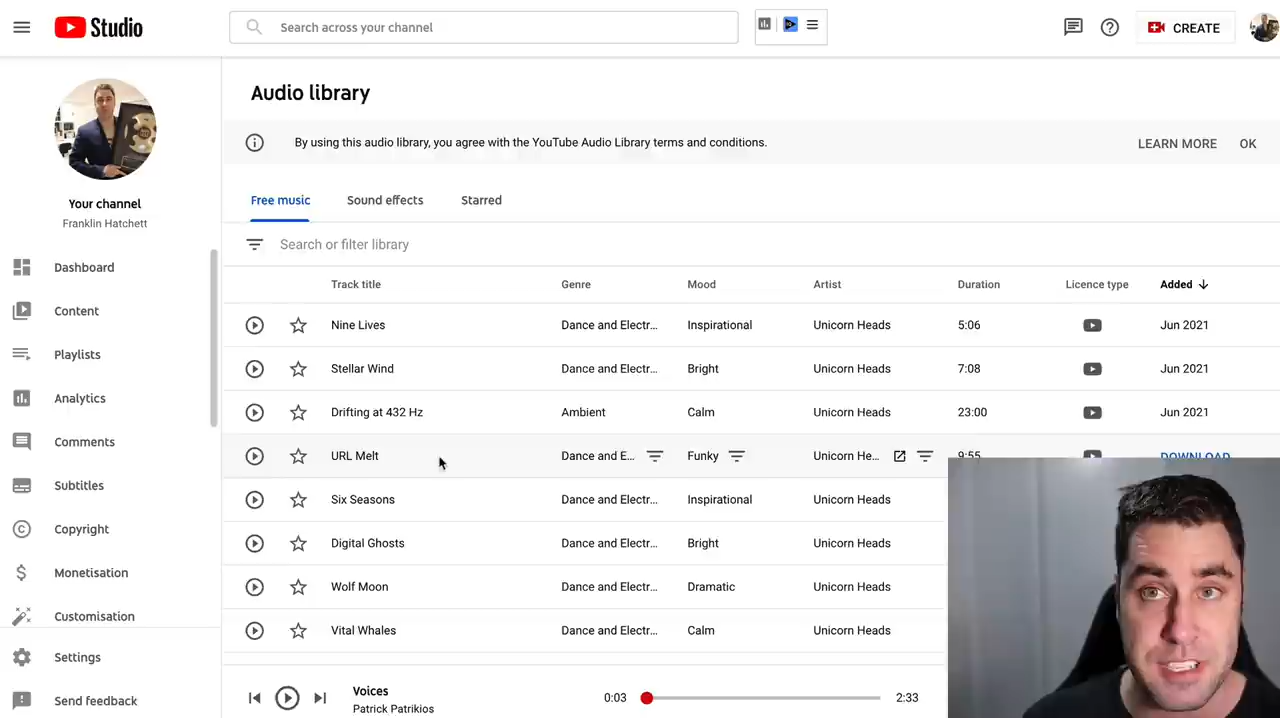 Studio
Search across your channel
CREATE
Your channel
Franklin Hatchett
Dashboard
Content
Playlists
Analytics
Comments
Subtitles
Copyright
Monetisation
Customisation
Settings
Send feedback
Audio library
By using this audio library, you agree with the YouTube Audio Library terms and conditions.
LEARN MORE OK
Free music Sound effects Starred
Search or filter library
Track title Genre Mood Artist Duration Licence type Added
Nine Lives Dance and Electr... Inspirational Unicorn Heads 5:06 Jun 2021
Stellar Wind Dance and Electr... Bright Unicorn Heads 7:08 Jun 2021
Drifting at 432 Hz Ambient Calm Unicorn Heads 23:00 Jun 2021
URL Melt Dance and E... Funky Unicorn He... 9:55 DOWNLOAD
Six Seasons Dance and Electr... Inspirational Unicorn Heads
Digital Ghosts Dance and Electr... Bright Unicorn Heads
Wolf Moon Dance and Electr... Dramatic Unicorn Heads
Vital Whales Dance and Electr... Calm Unicorn Heads
Voices
Patrick Patrikios
0:03 2:33